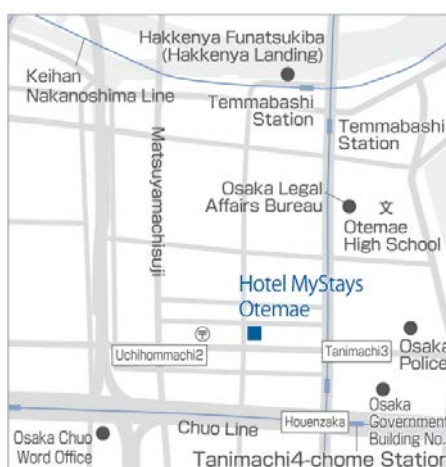 Hakkenya Funatsukiba
(Hakkenya Landing)
Keihan
Nakanoshima Line
Temmabashi
Station
Temmabashi
Station
Matsuyamachisuji
Osaka Legal
Affairs Bureau
文
Otemae
High School
Hotel MyStays
Otemae
〒
Uchihommachi2
Tanimachi3
Osaka
Police
Osaka
Government
Building No.
Houenzaka
Chuo Line
Osaka Chuo
Word Office
Tanimachi4-chome Station